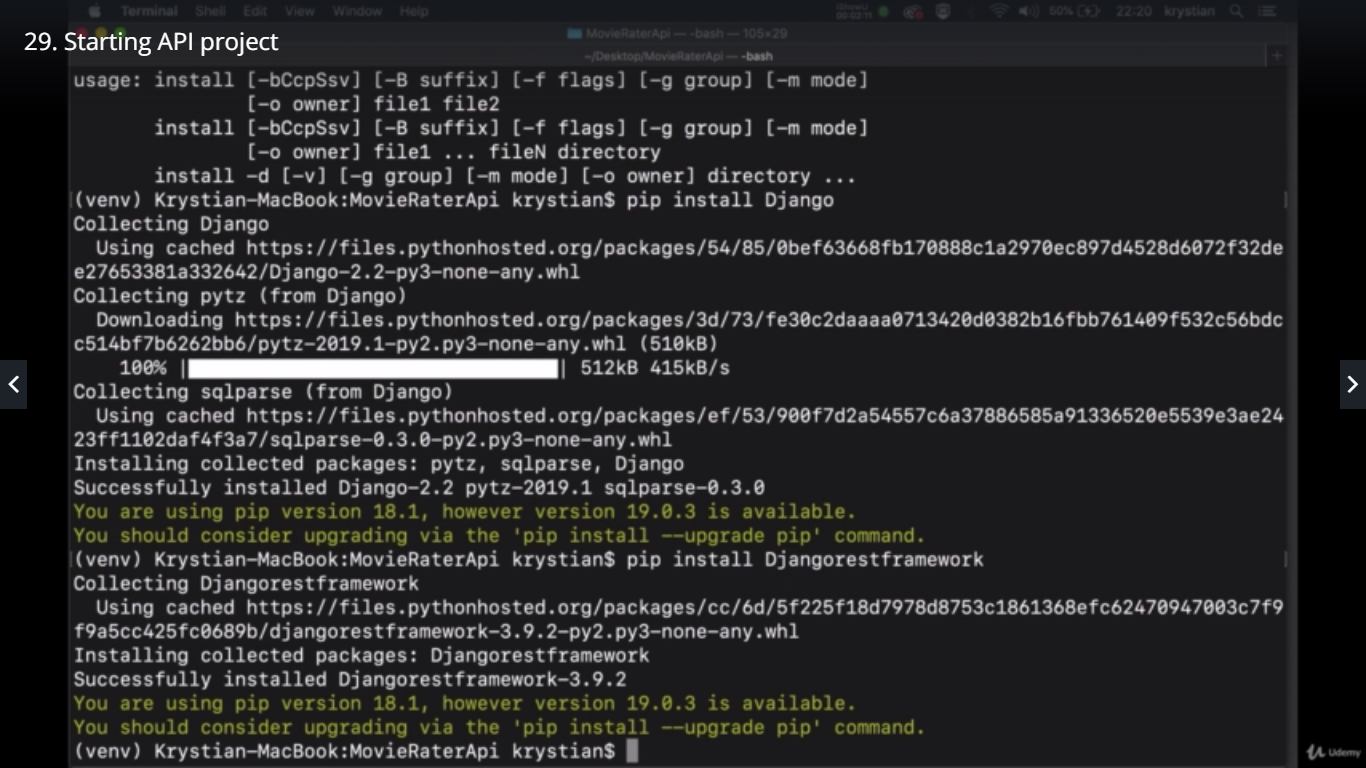 Terminal Shell Edit View Window Help 50% 22:20 krystian
29. Starting API project
MovieRaterApi — -bash — 105×29
~/Desktop/MovieRaterApi — -bash
usage: install [-bCcpSsv] [-B suffix] [-f flags] [-g group] [-m mode]
[-o owner] file1 file2
install [-bCcpSsv] [-B suffix] [-f flags] [-g group] [-m mode]
[-o owner] file1 ... fileN directory
install -d [-v] [-g group] [-m mode] [-o owner] directory ...
(venv) Krystian-MacBook:MovieRaterApi krystian$ pip install Django
Collecting Django
Using cached https://files.pythonhosted.org/packages/54/85/0bef63668fb170888c1a2970ec897d4528d6072f32de
e27653381a332642/Django-2.2-py3-none-any.whl
Collecting pytz (from Django)
Downloading https://files.pythonhosted.org/packages/3d/73/fe30c2daaaa0713420d0382b16fbb761409f532c56bdc
c514bf7b6262bb6/pytz-2019.1-py2.py3-none-any.whl (510kB)
100% | | 512kB 415kB/s
Collecting sqlparse (from Django)
Using cached https://files.pythonhosted.org/packages/ef/53/900f7d2a54557c6a37886585a91336520e5539e3ae24
23ff1102daf4f3a7/sqlparse-0.3.0-py2.py3-none-any.whl
Installing collected packages: pytz, sqlparse, Django
Successfully installed Django-2.2 pytz-2019.1 sqlparse-0.3.0
You are using pip version 18.1, however version 19.0.3 is available.
You should consider upgrading via the 'pip install --upgrade pip' command.
(venv) Krystian-MacBook:MovieRaterApi krystian$ pip install Djangorestframework
Collecting Djangorestframework
Using cached https://files.pythonhosted.org/packages/cc/6d/5f225f18d7978d8753c1861368efc62470947003c7f9
f9a5cc425fc0689b/djangorestframework-3.9.2-py2.py3-none-any.whl
Installing collected packages: Djangorestframework
Successfully installed Djangorestframework-3.9.2
You are using pip version 18.1, however version 19.0.3 is available.
You should consider upgrading via the 'pip install --upgrade pip' command.
(venv) Krystian-MacBook:MovieRaterApi krystian$
Udemy